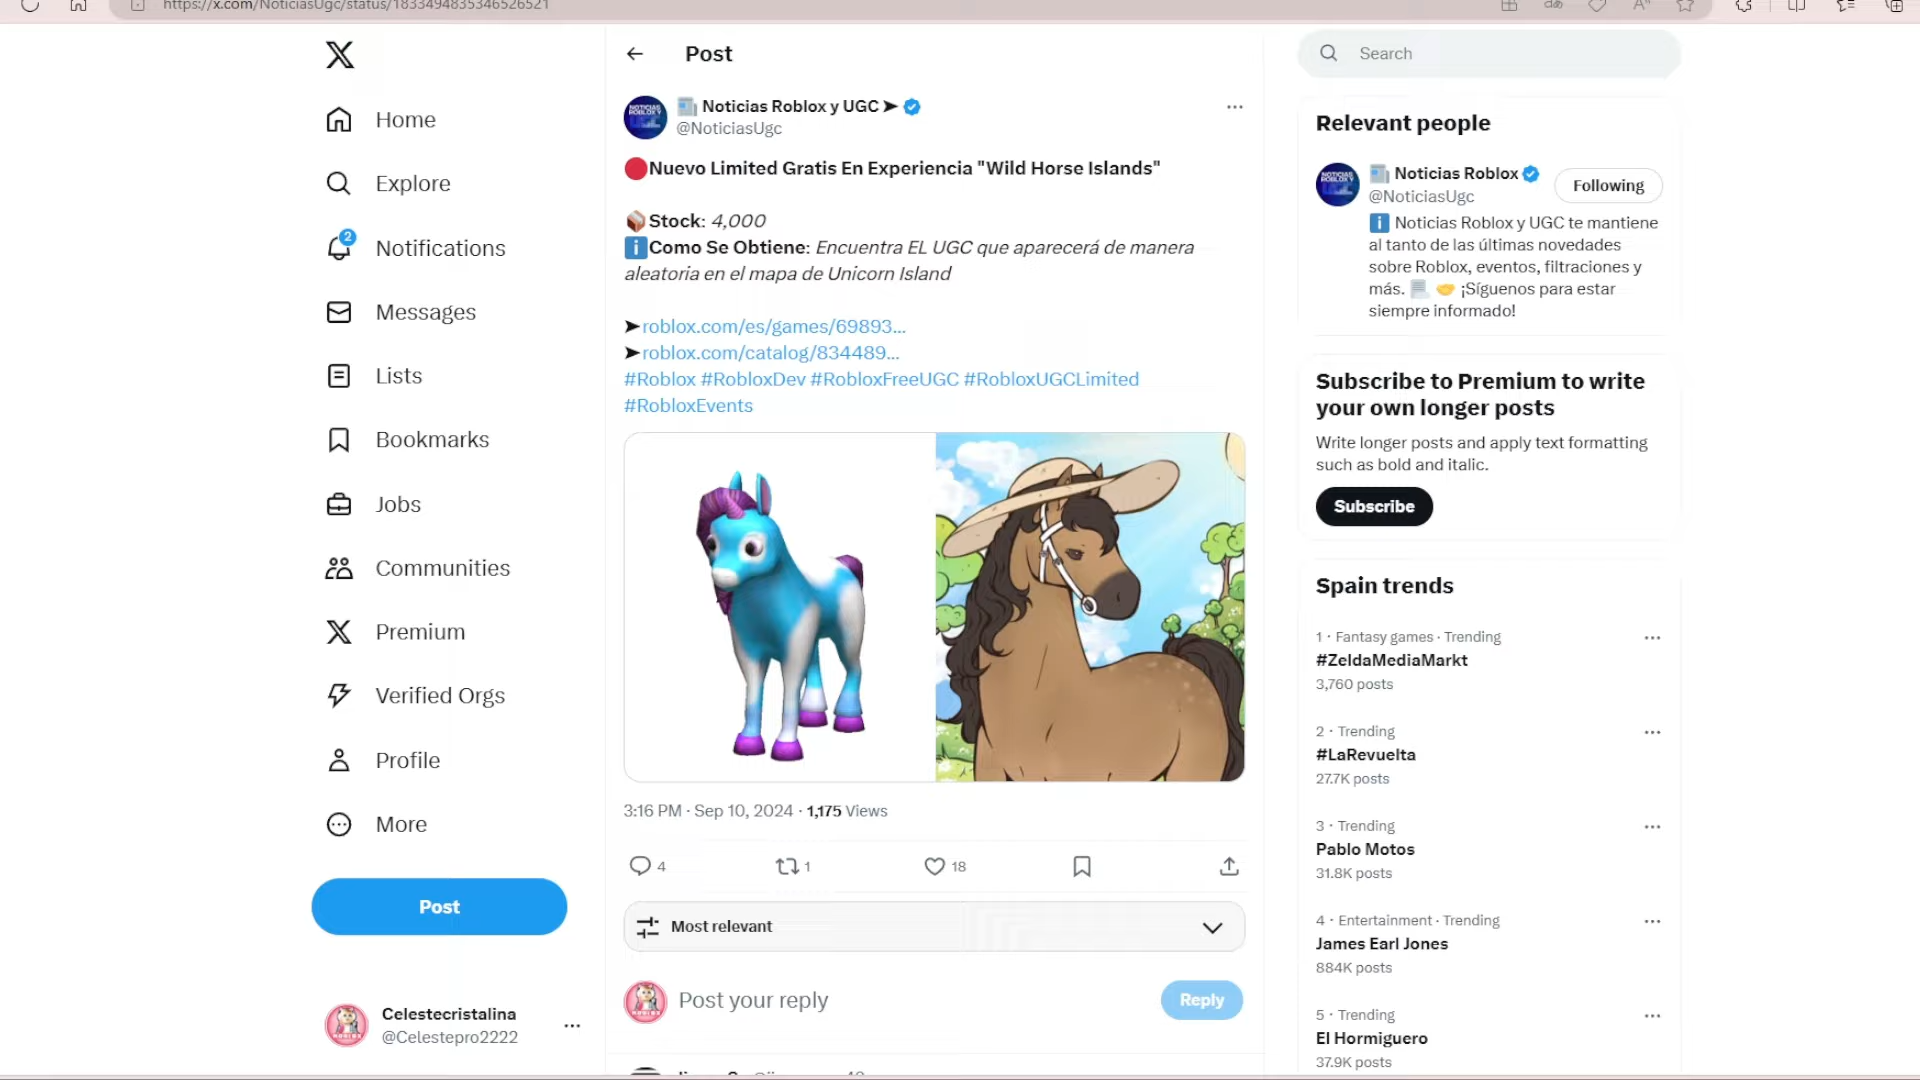 https://x.com/NoticiasUgc/status/1833494835346526521
Home
Explore
2
Notifications
Messages
Lists
Bookmarks
Jobs
Communities
Premium
Verified Orgs
Profile
More
Post
Celestecristalina
@Celestepro2222
Post
Noticias Roblox y UGC ➤
@NoticiasUgc
🔴Nuevo Limited Gratis En Experiencia "Wild Horse Islands"
📦Stock: 4,000
ℹ️Como Se Obtiene: Encuentra EL UGC que aparecerá de manera
aleatoria en el mapa de Unicorn Island
➤roblox.com/es/games/69893...
➤roblox.com/catalog/834489...
#Roblox #RobloxDev #RobloxFreeUGC #RobloxUGCLimited
#RobloxEvents
3:16 PM · Sep 10, 2024 · 1,175 Views
4 1 18
Most relevant
Post your reply
Reply
Search
Relevant people
Noticias Roblox
@NoticiasUgc
Following
ℹ️ Noticias Roblox y UGC te mantiene
al tanto de las últimas novedades
sobre Roblox, eventos, filtraciones y
más. ¡Síguenos para estar
siempre informado!
Subscribe to Premium to write
your own longer posts
Write longer posts and apply text formatting
such as bold and italic.
Subscribe
Spain trends
1 · Fantasy games · Trending
#ZeldaMediaMarkt
3,760 posts
2 · Trending
#LaRevuelta
27.7K posts
3 · Trending
Pablo Motos
31.8K posts
4 · Entertainment · Trending
James Earl Jones
884K posts
5 · Trending
El Hormiguero
37.9K posts